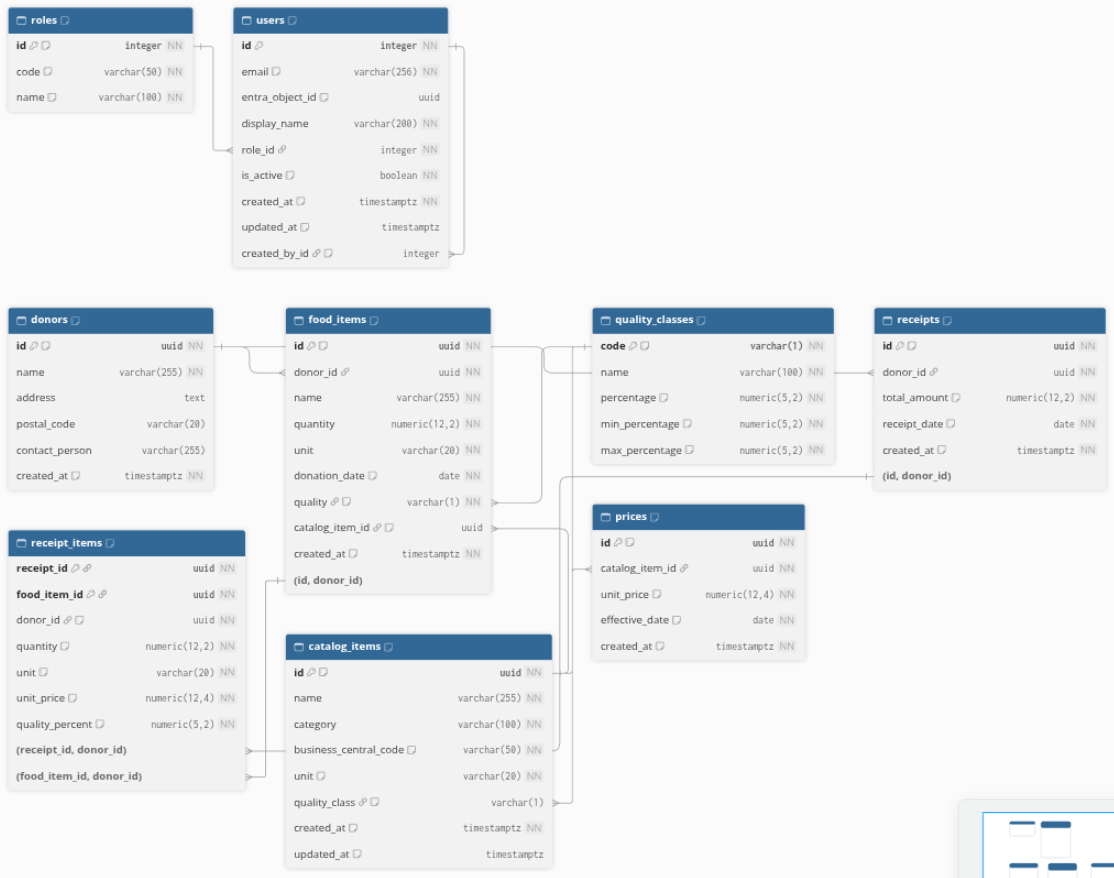 roles
id integer NN
code varchar(50) NN
name varchar(100) NN
users
id integer NN
email varchar(256) NN
entra_object_id uuid
display_name varchar(200) NN
role_id integer NN
is_active boolean NN
created_at timestamptz NN
updated_at timestamptz
created_by_id integer
donors
id uuid NN
name varchar(255) NN
address text
postal_code varchar(20)
contact_person varchar(255)
created_at timestamptz NN
food_items
id uuid NN
donor_id uuid NN
name varchar(255) NN
quantity numeric(12,2) NN
unit varchar(20) NN
donation_date date NN
quality varchar(1) NN
catalog_item_id uuid
created_at timestamptz NN
(id, donor_id)
quality_classes
code varchar(1) NN
name varchar(100) NN
percentage numeric(5,2) NN
min_percentage numeric(5,2) NN
max_percentage numeric(5,2) NN
receipts
id uuid NN
donor_id uuid NN
total_amount numeric(12,2) NN
receipt_date date NN
created_at timestamptz NN
(id, donor_id)
receipt_items
receipt_id uuid NN
food_item_id uuid NN
donor_id uuid NN
quantity numeric(12,2) NN
unit varchar(20) NN
unit_price numeric(12,4) NN
quality_percent numeric(5,2) NN
(receipt_id, donor_id)
(food_item_id, donor_id)
catalog_items
id uuid NN
name varchar(255) NN
category varchar(100) NN
business_central_code varchar(50) NN
unit varchar(20) NN
quality_class varchar(1)
created_at timestamptz NN
updated_at timestamptz
prices
id uuid NN
catalog_item_id uuid NN
unit_price numeric(12,4) NN
effective_date date NN
created_at timestamptz NN